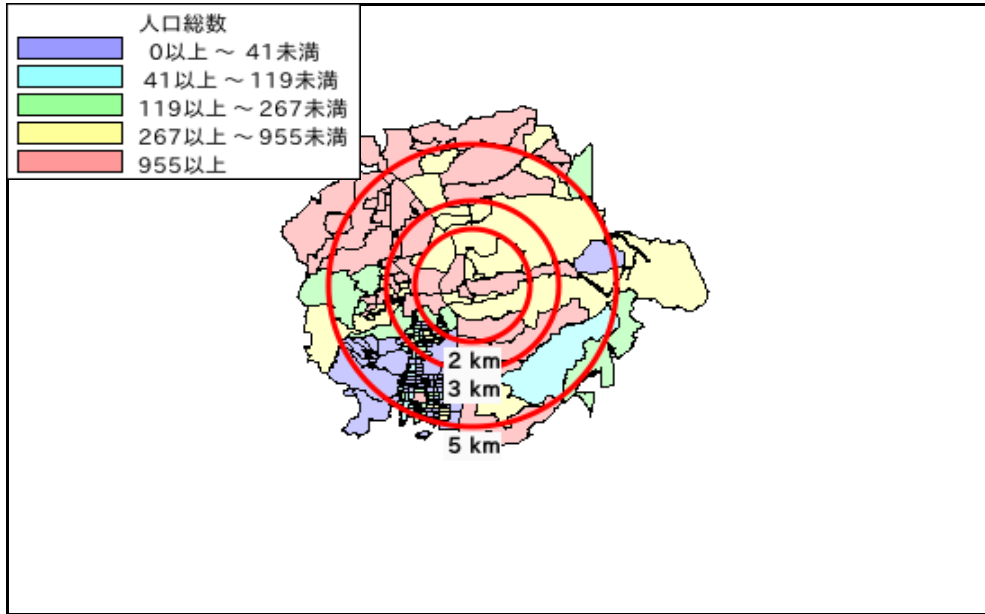 人口総数
0以上 ~ 41未満
41以上 ~ 119未満
119以上 ~ 267未満
267以上 ~ 955未満
955以上
2 km
3 km
5 km